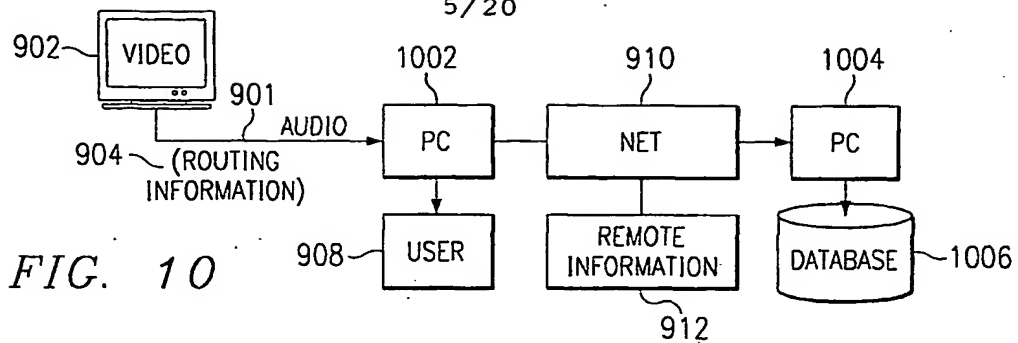 5/20
902
VIDEO
901
AUDIO
904
(ROUTING
INFORMATION)
1002
PC
910
NET
1004
PC
908
USER
REMOTE
INFORMATION
912
DATABASE
1006
FIG. 10